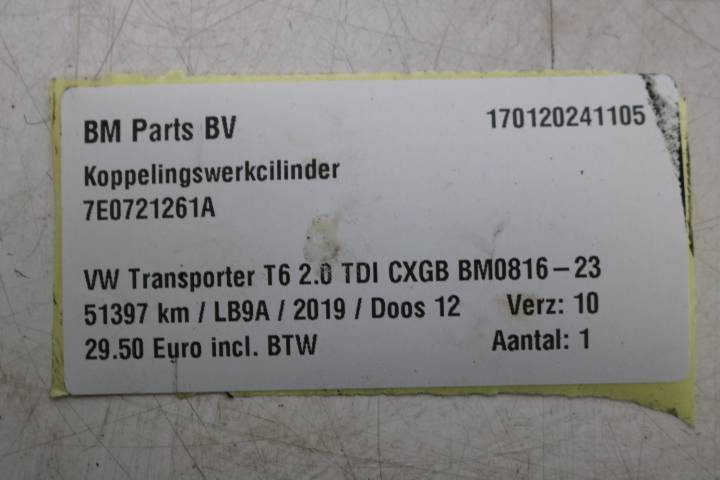 BM Parts BV 170120241105
Koppelingswerkcilinder
7E0721261A
VW Transporter T6 2.0 TDI CXGB BM0816-23
51397 km / LB9A / 2019 / Doos 12 Verz: 10
29.50 Euro incl. BTW Aantal: 1